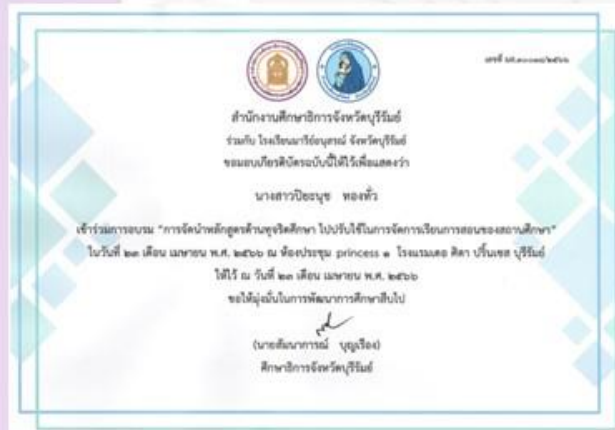 เลขที่
สำนักงานศึกษาธิการจังหวัดบุรีรัมย์
ร่วมกับ โรงเรียนมารีย์อนุสรณ์ จังหวัดบุรีรัมย์
ขอมอบเกียรติบัตรฉบับนี้ให้ไว้เพื่อแสดงว่า
นางสาวปิยะนุช ทองทั่ว
เข้าร่วมการอบรม "การจัดนำหลักสูตรต้านทุจริตศึกษา ไปปรับใช้ในการจัดการเรียนการสอนของสถานศึกษา"
ในวันที่ ๒๓ เดือน เมษายน พ.ศ. ๒๕๖๖ ณ ห้องประชุม princess ๑ โรงแรมเดอ ศิตา ปริ้นเซส บุรีรัมย์
ให้ไว้ ณ วันที่ ๒๓ เดือน เมษายน พ.ศ. ๒๕๖๖
ขอให้มุ่งมั่นในการพัฒนาการศึกษาสืบไป
(นายสัมนาการณ์ บุญเรือง)
ศึกษาธิการจังหวัดบุรีรัมย์